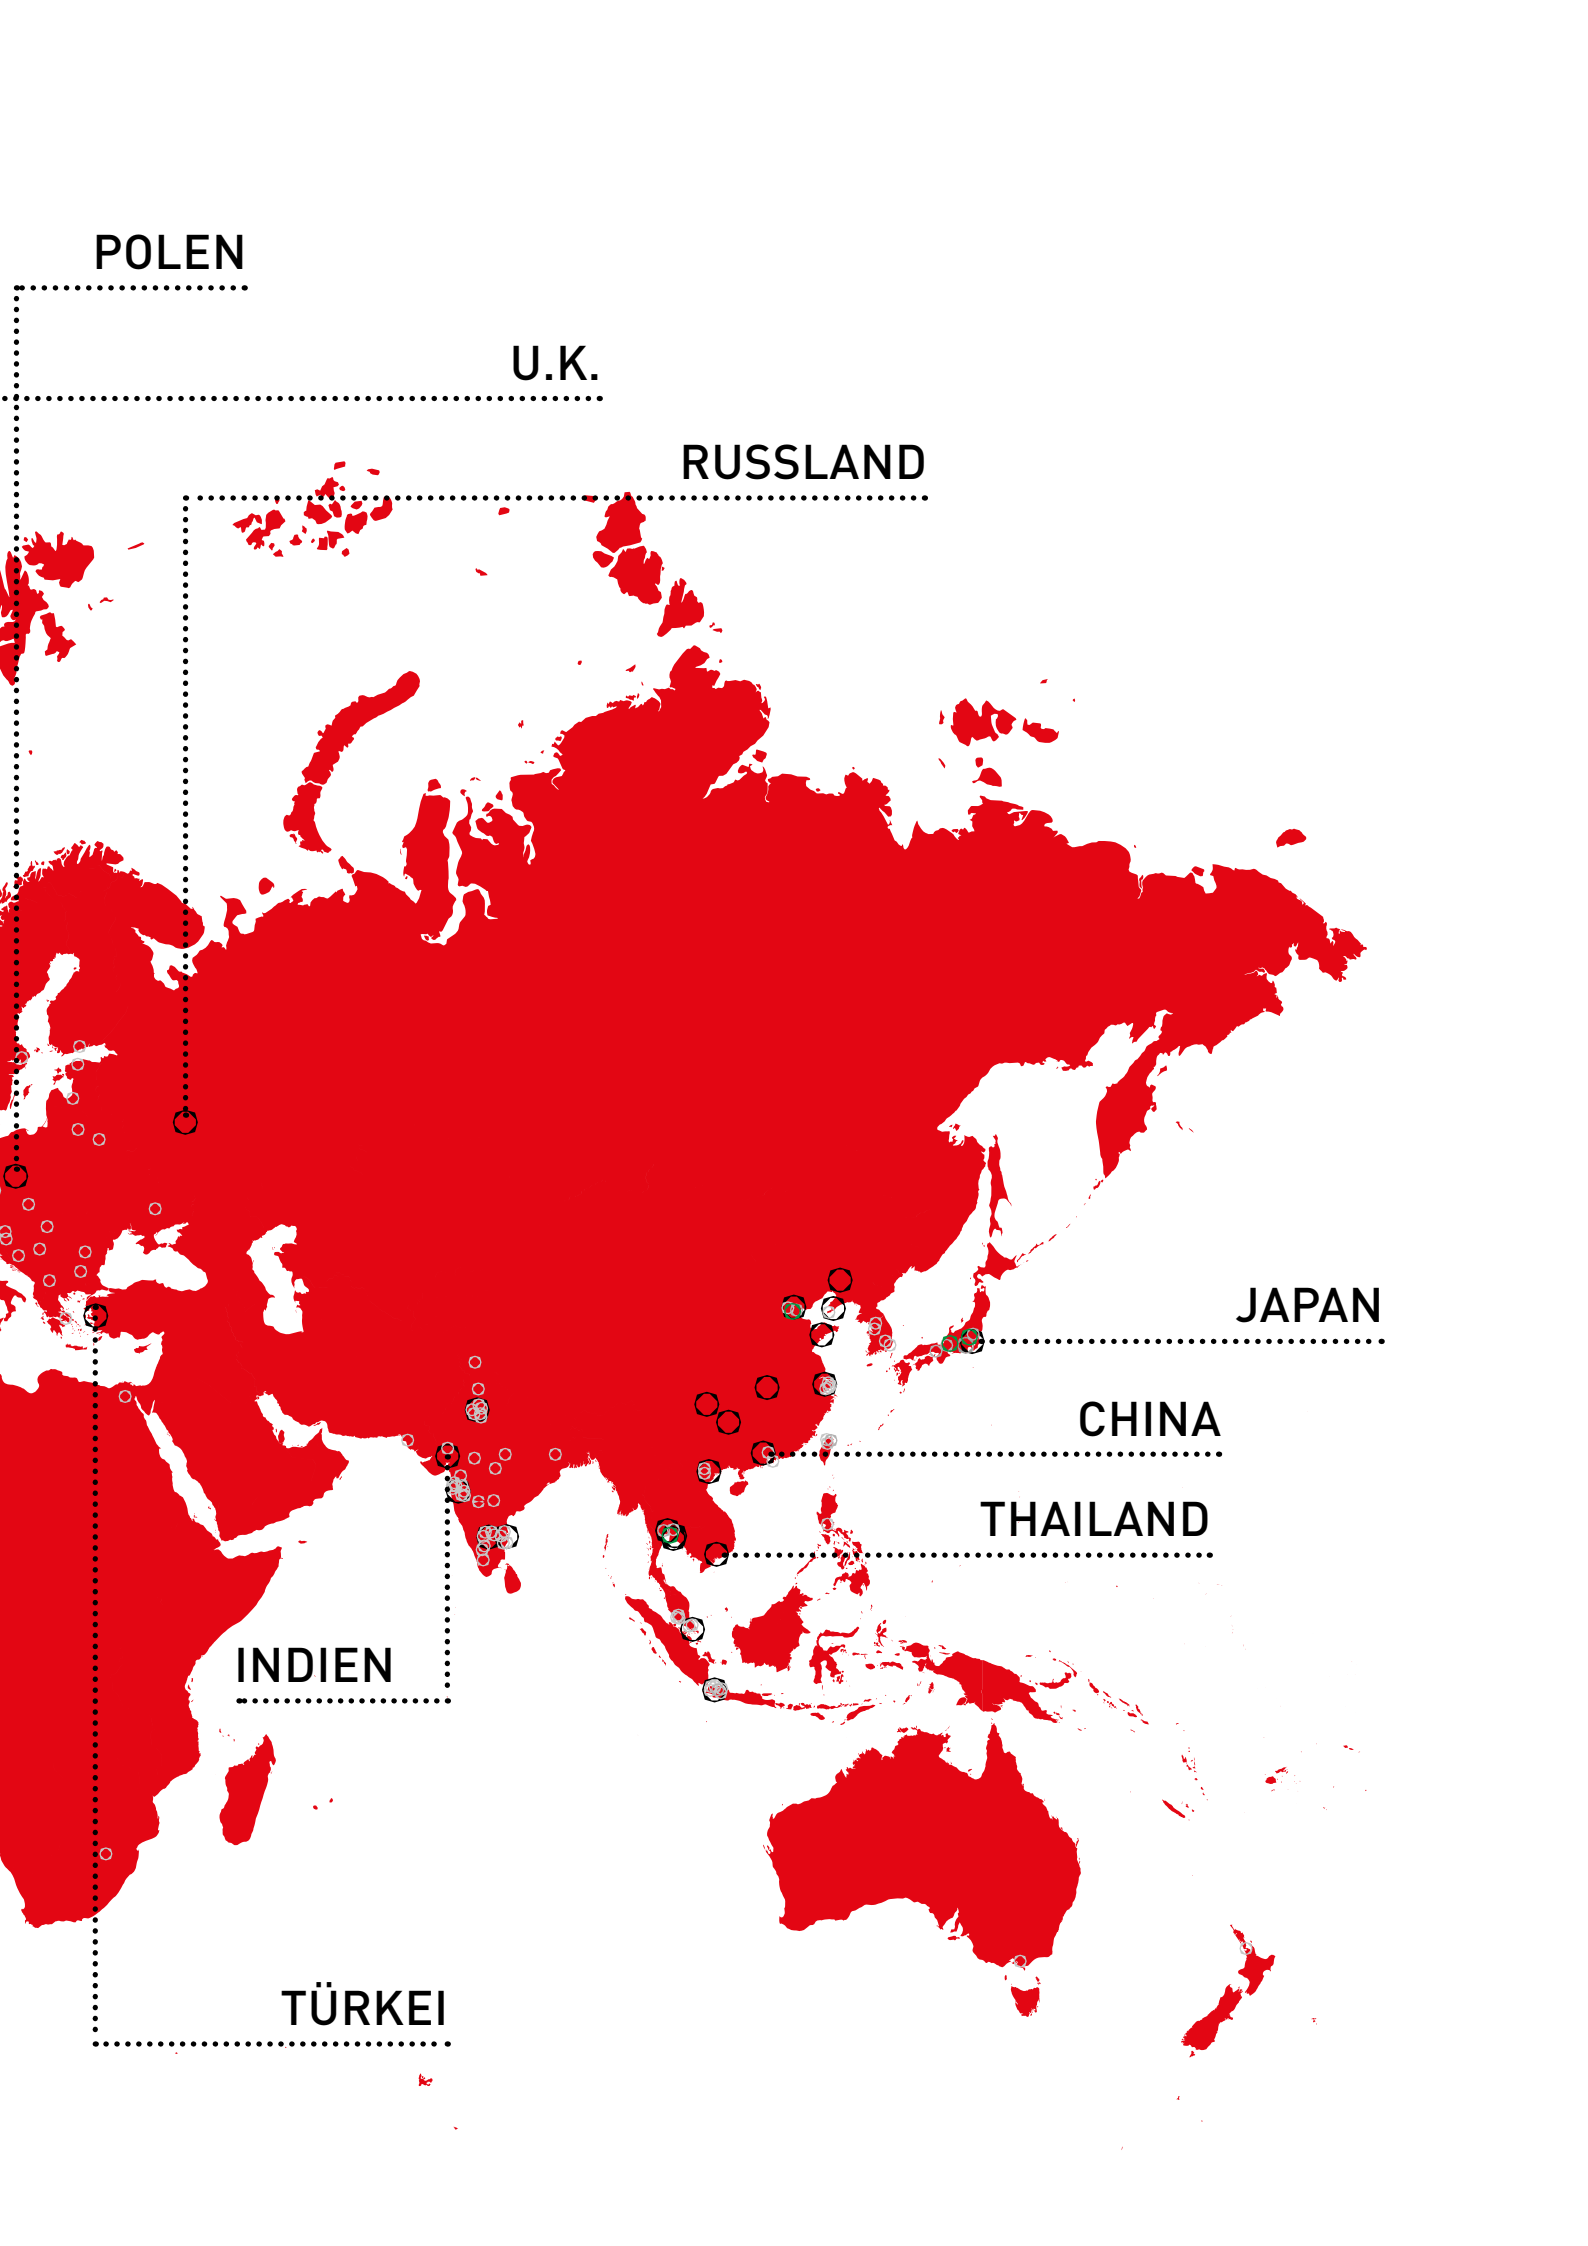 POLEN
U.K.
RUSSLAND
JAPAN
CHINA
THAILAND
INDIEN
TÜRKEI